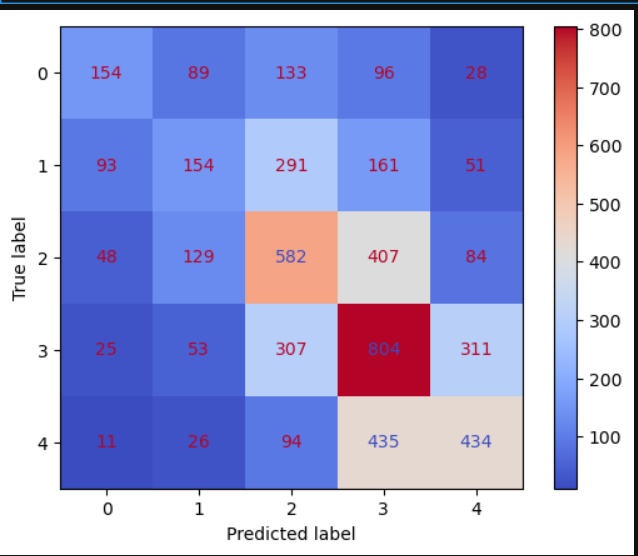 0 154 89 133 96 28
1 93 154 291 161 51
2 48 129 582 407 84
3 25 53 307 804 311
4 11 26 94 435 434
0 1 2 3 4
Predicted label
True label
800
700
600
500
400
300
200
100